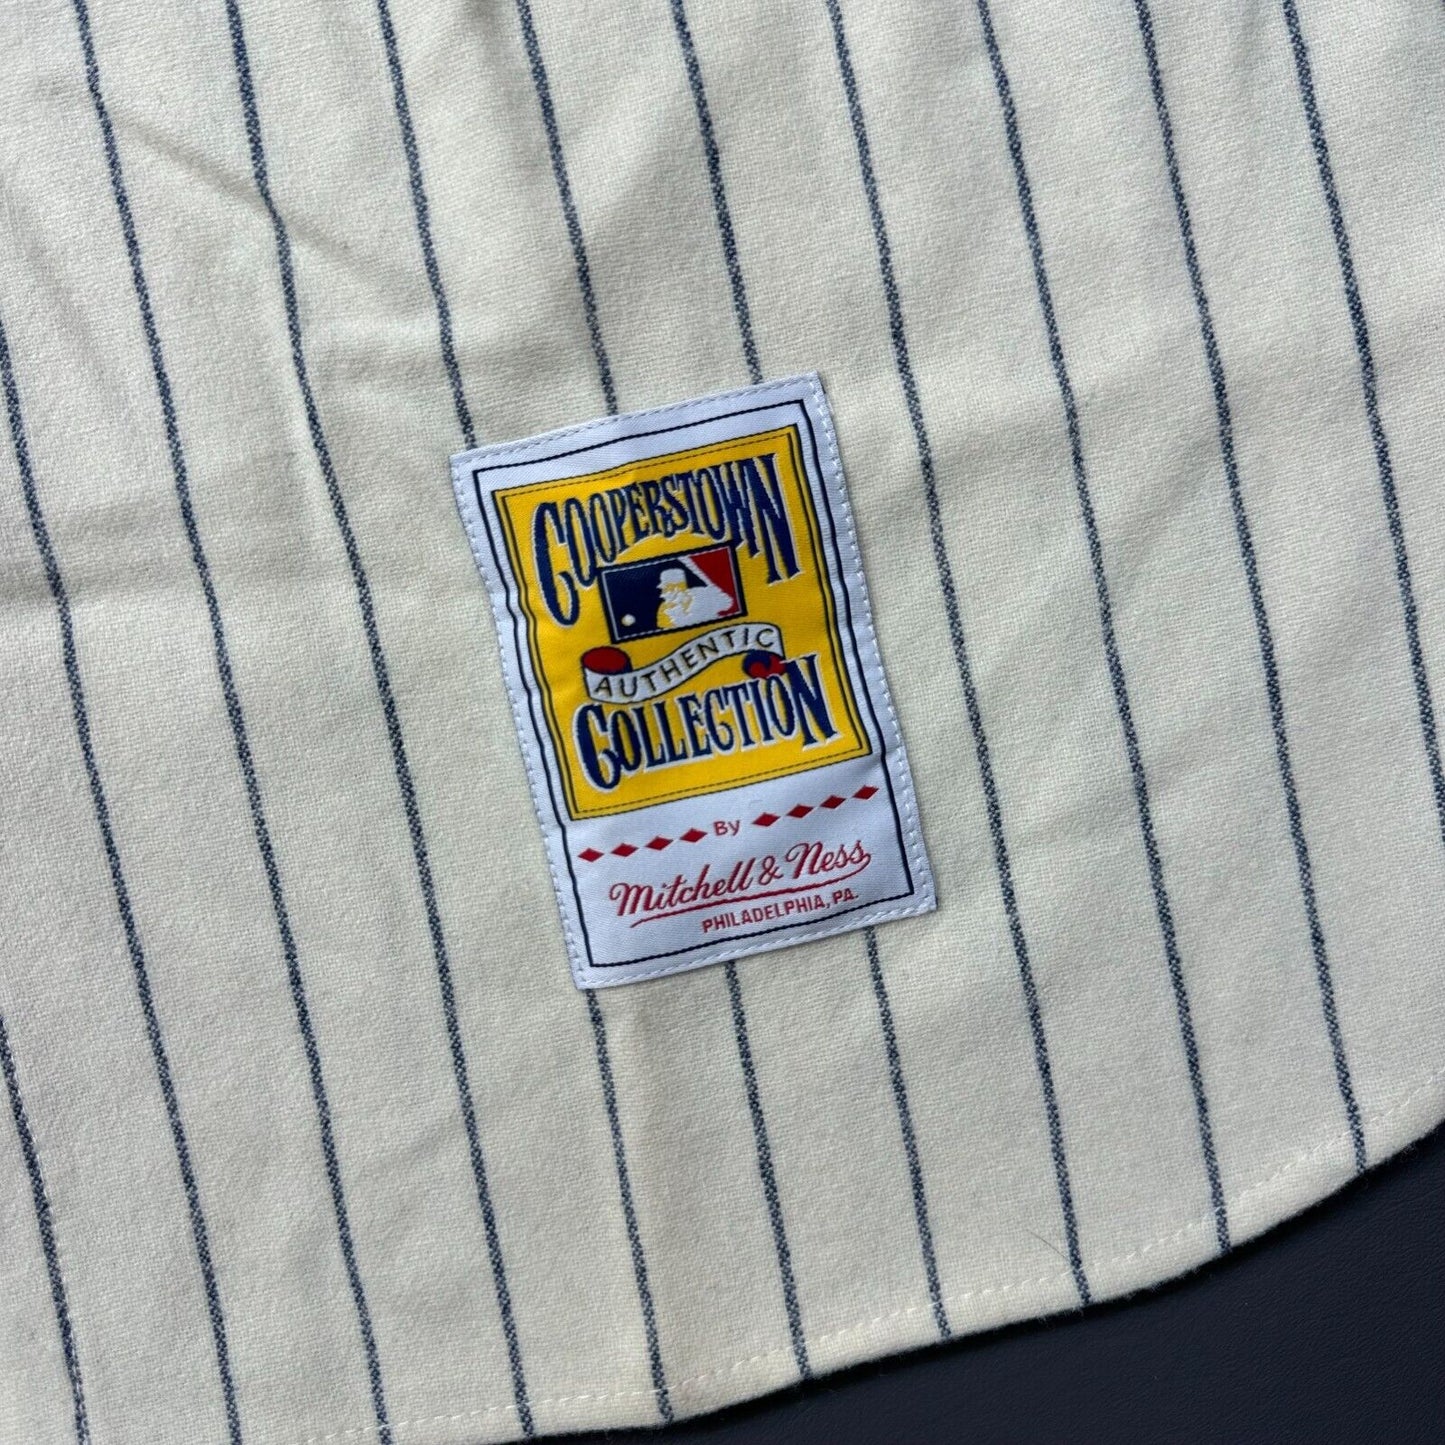 COOPERSTOWN
AUTHENTIC
COLLECTION
By
Mitchell & Ness
PHILADELPHIA, PA.